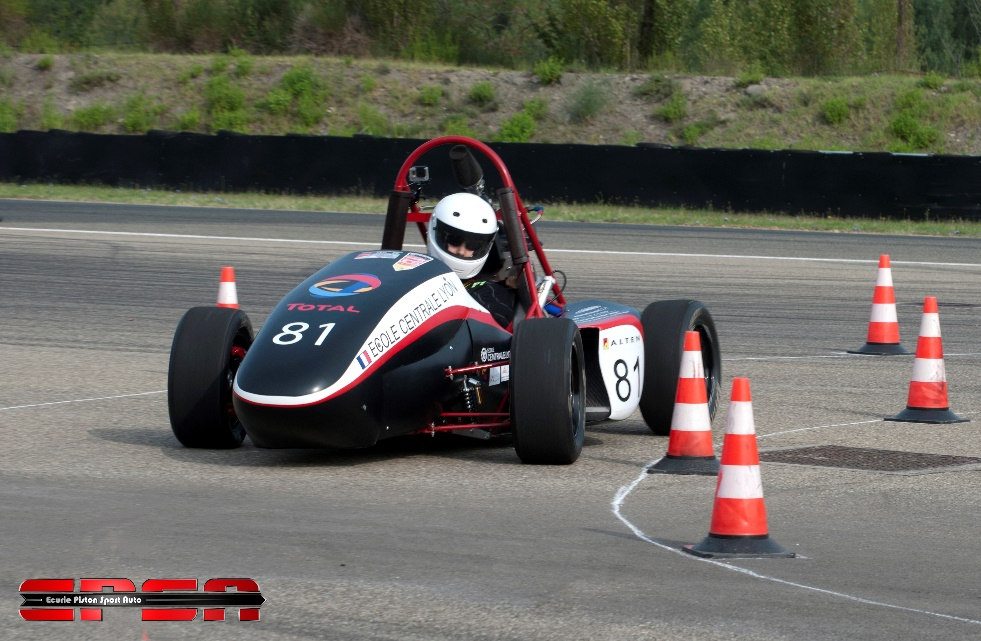 TOTAL
81
ECOLE CENTRALE LYON
ALTEN
81
EPSA
Ecurie Piston Sport Auto